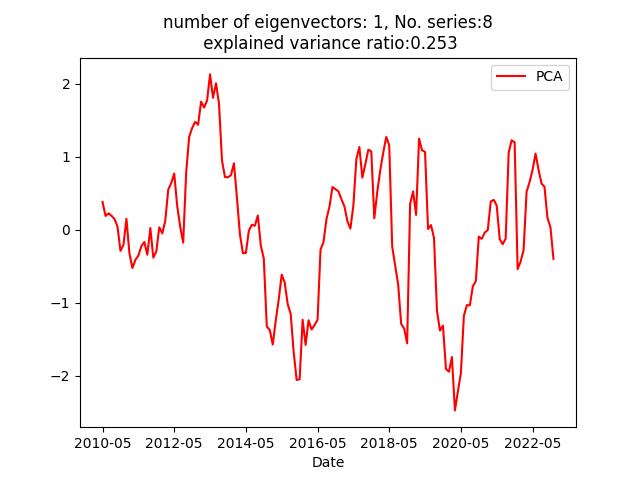 number of eigenvectors: 1, No. series:8
explained variance ratio:0.253
PCA
2
1
0
−1
−2
2010-05 2012-05 2014-05 2016-05 2018-05 2020-05 2022-05
Date